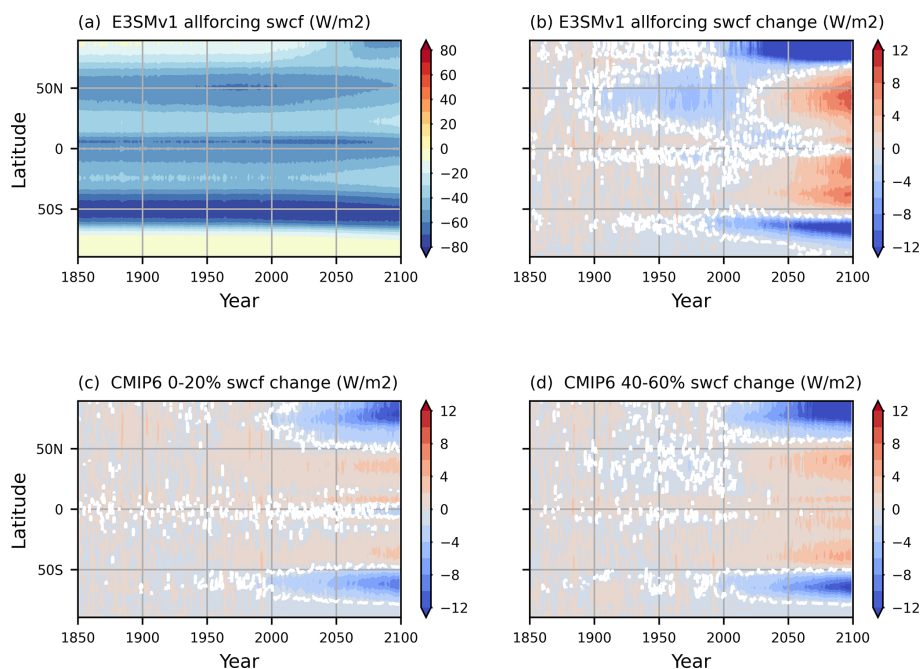 (a)  E3SMv1 allforcing swcf (W/m2)
(b) E3SMv1 allforcing swcf change (W/m2)
Latitude
50N
0
50S
1850 1900 1950 2000 2050 2100
Year
80
60
40
20
0
−20
−40
−60
−80
1850 1900 1950 2000 2050 2100
Year
12
8
4
0
−4
−8
−12
(c)  CMIP6 0-20% swcf change (W/m2)
(d)  CMIP6 40-60% swcf change (W/m2)
Latitude
50N
0
50S
1850 1900 1950 2000 2050 2100
Year
12
8
4
0
−4
−8
−12
1850 1900 1950 2000 2050 2100
Year
12
8
4
0
−4
−8
−12